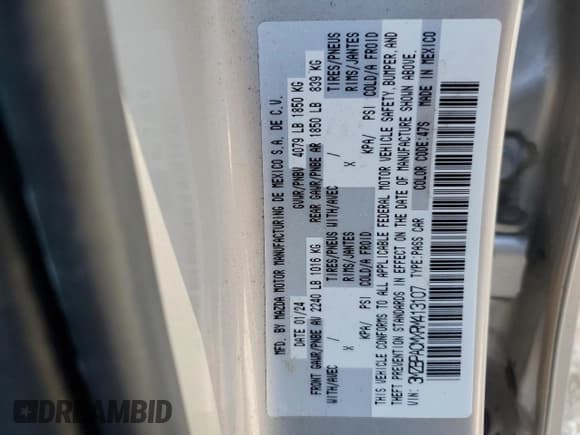 MFD. BY MAZDA MOTOR MANUFACTURING DE MEXICO S.A. DE C.V.
DATE 01/24 GVWR/PNBV 4079 LB 1850 KG
FRONT GAWR/PNBE AV 2240 LB 1016 KG REAR GAWR/PNBE AR 1850 LB 839 KG
WITH/AVEC / TIRES/PNEUS WITH/AVEC / TIRES/PNEUS
X RIMS/JANTES X RIMS/JANTES
KPA/ PSI COLD/A FROID KPA/ PSI COLD/A FROID
THIS VEHICLE CONFORMS TO ALL APPLICABLE FEDERAL MOTOR VEHICLE SAFETY, BUMPER, AND
THEFT PREVENTION STANDARDS IN EFFECT ON THE DATE OF MANUFACTURE SHOWN ABOVE.
VIN: TYPE:PASS CAR COLOR CODE:47S MADE IN MEXICO
DREAMBID